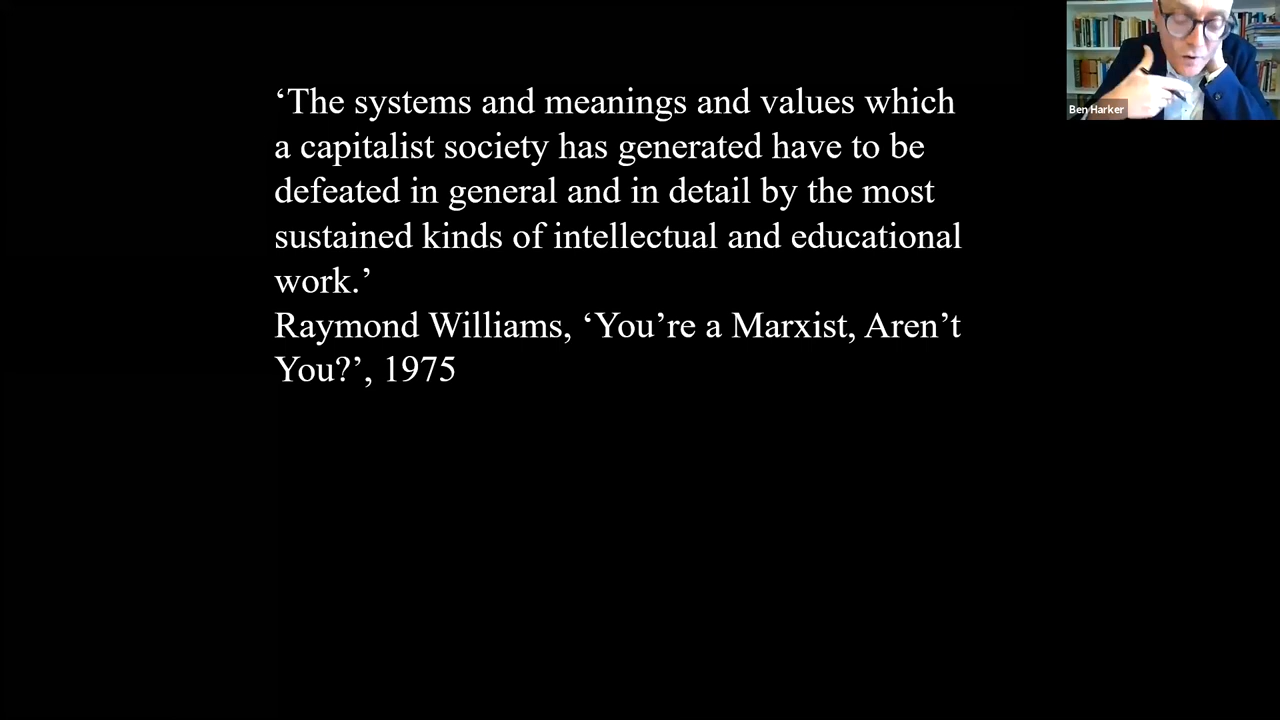 ‘The systems and meanings and values which
a capitalist society has generated have to be
defeated in general and in detail by the most
sustained kinds of intellectual and educational
work.’
Raymond Williams, ‘You’re a Marxist, Aren’t
You?’, 1975
Ben Harker